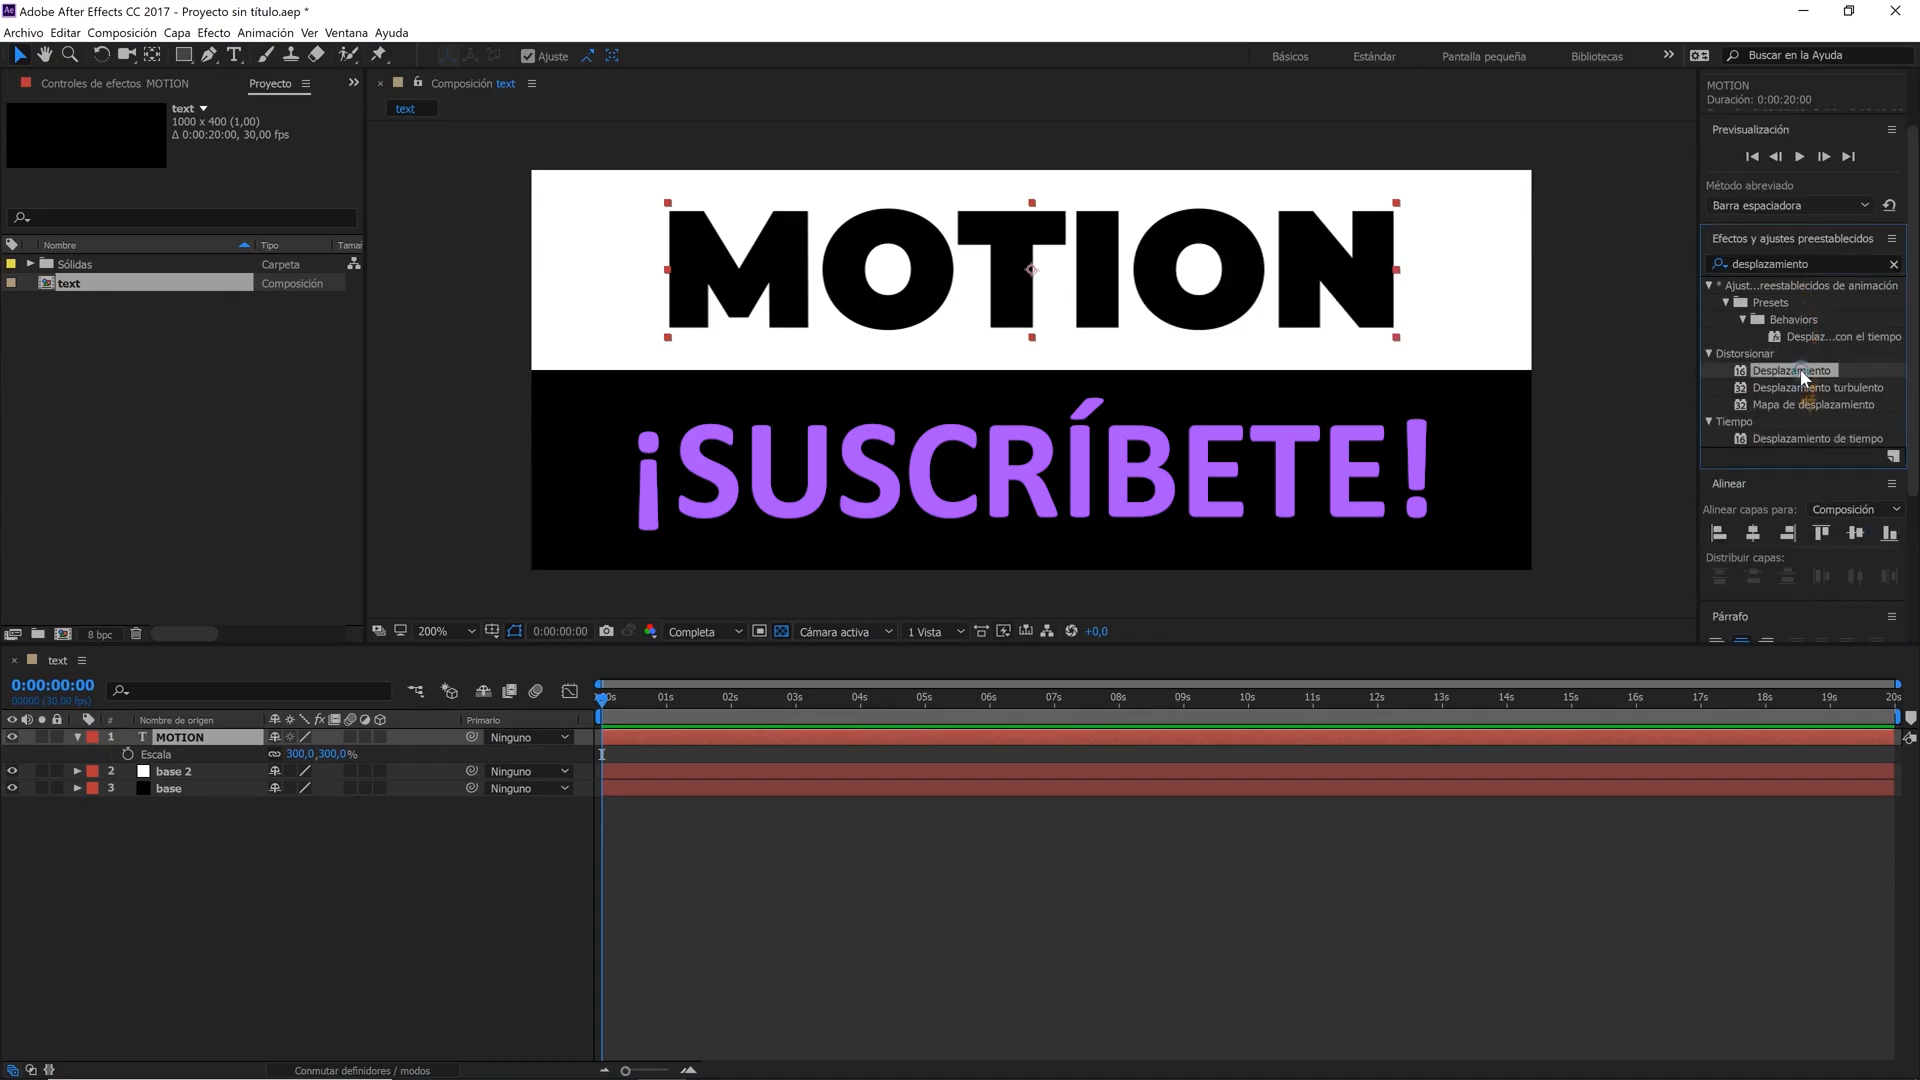 Adobe After Effects CC 2017 - Proyecto sin título.aep *
Archivo Editar Composición Capa Efecto Animación Ver Ventana Ayuda
Ajuste
Básicos Estándar Pantalla pequeña Bibliotecas
Buscar en la Ayuda
Controles de efectos MOTION
Proyecto
Composición text
text
text
1000 x 400 (1,00)
Δ 0:00:20:00, 30,00 fps
Nombre Tipo Tamañ
Sólidas Carpeta
text Composición
8 bpc
MOTION
¡SUSCRÍBETE!
200%
0:00:00:00
Completa
Cámara activa
1 Vista
+0,0
MOTION
Duración: 0:00:20:00
Previsualización
Método abreviado
Barra espaciadora
Efectos y ajustes preestablecidos
desplazamiento
* Ajust...reestablecidos de animación
Presets
Behaviors
Desplaz...con el tiempo
Distorsionar
Desplazamiento
Desplazamiento turbulento
Mapa de desplazamiento
Tiempo
Desplazamiento de tiempo
Alinear
Alinear capas para: Composición
Distribuir capas:
Párrafo
text
0:00:00:00
00000 (30.00 fps)
# Nombre de origen Primario
1 T MOTION Ninguno
Escala 300,0,300,0%
2 base 2 Ninguno
3 base Ninguno
01s 02s 03s 04s 05s 06s 07s 08s 09s 10s 11s 12s 13s 14s 15s 16s 17s 18s 19s 20s
Conmutar definidores / modos